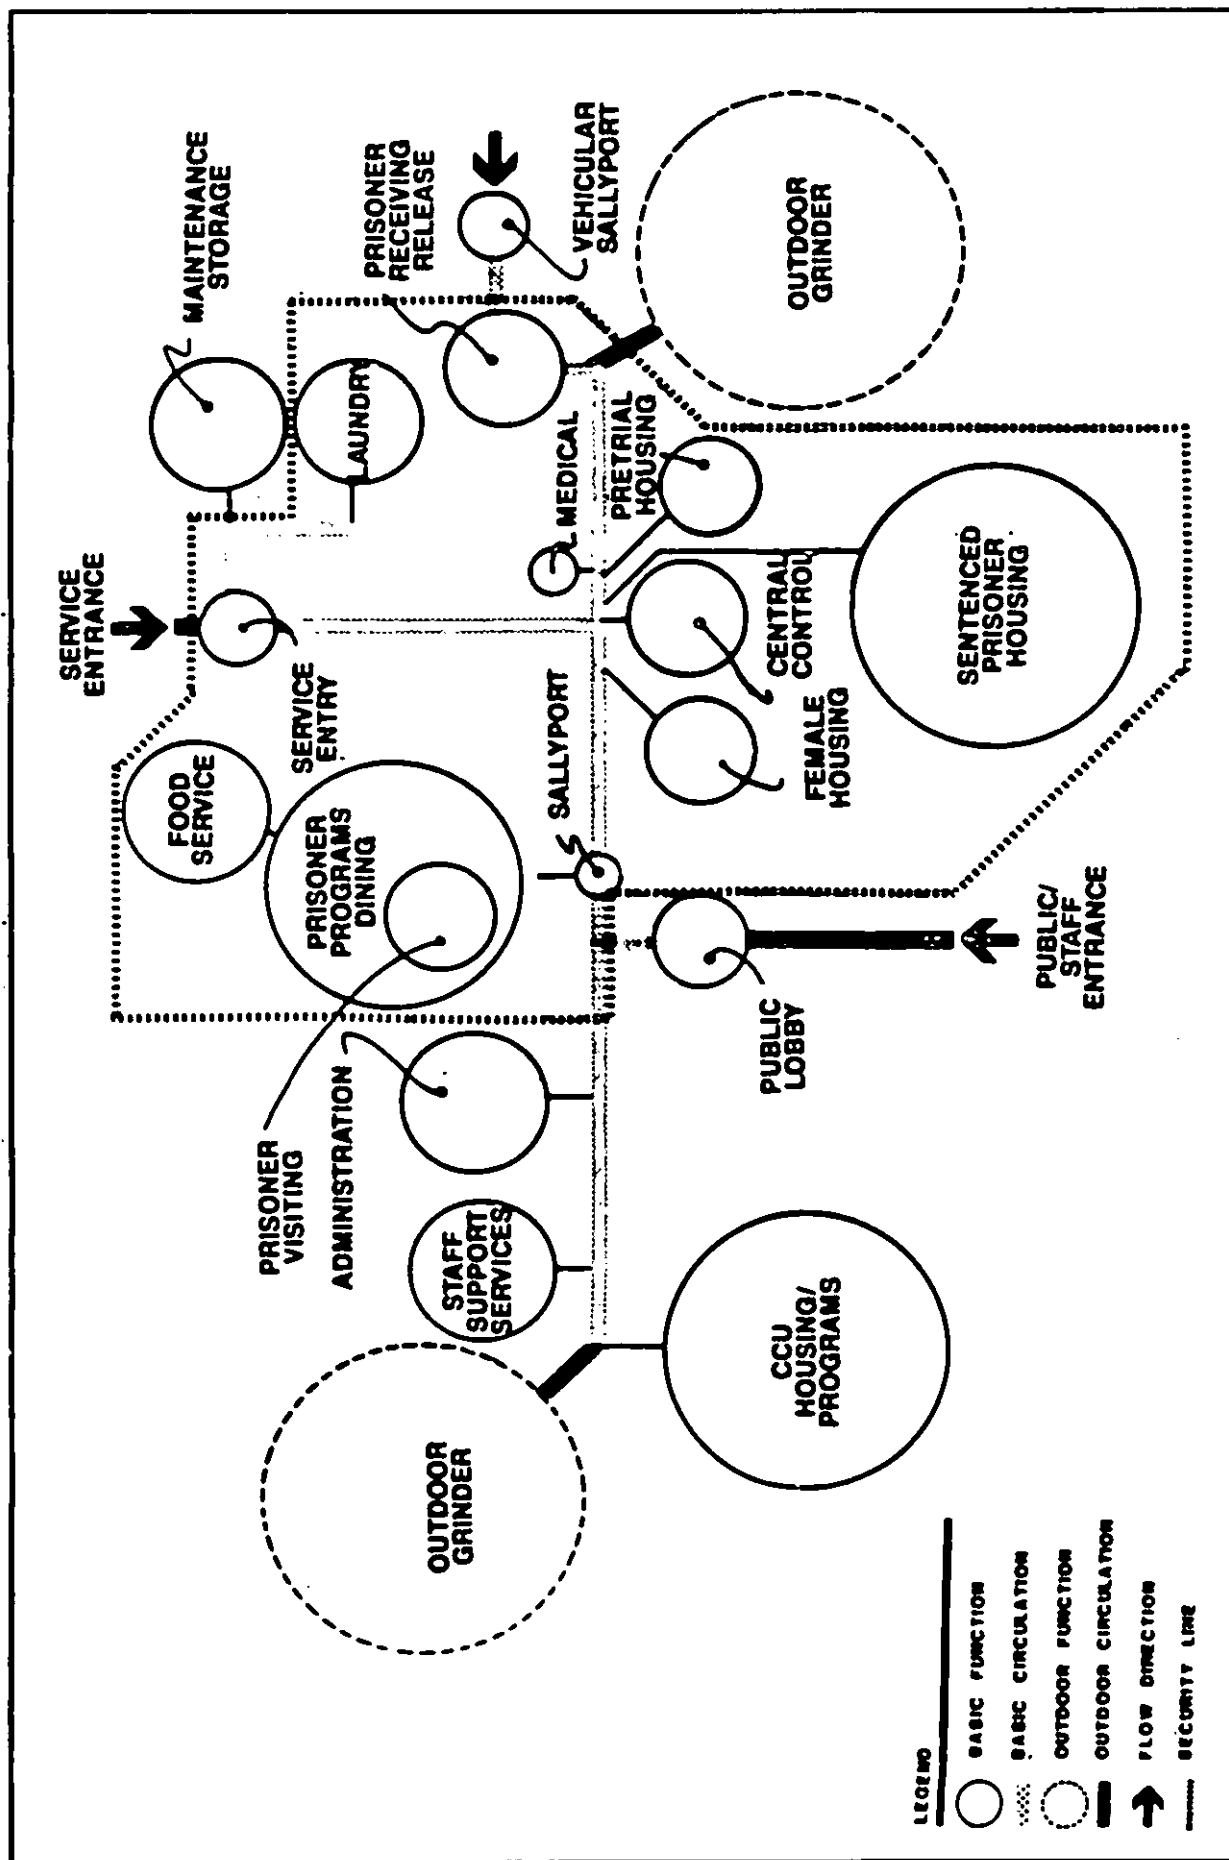 SERVICE
ENTRANCE
MAINTENANCE
STORAGE
FOOD
SERVICE
SERVICE
ENTRY
LAUNDRY
PRISONER
RECEIVING
RELEASE
PRISONER
PROGRAMS
DINING
PRISONER
VISITING
ADMINISTRATION
STAFF
SUPPORT
SERVICES
OUTDOOR
GRINDER
SALLYPORT
MEDICAL
VEHICULAR
SALLYPORT
PRETRIAL
HOUSING
CENTRAL
CONTROL
FEMALE
HOUSING
PUBLIC
LOBBY
OUTDOOR
GRINDER
CCU
HOUSING/
PROGRAMS
SENTENCED
PRISONER
HOUSING
PUBLIC/
STAFF
ENTRANCE
LEGEND
BASIC FUNCTION
BASIC CIRCULATION
OUTDOOR FUNCTION
OUTDOOR CIRCULATION
FLOW DIRECTION
SECURITY LINE